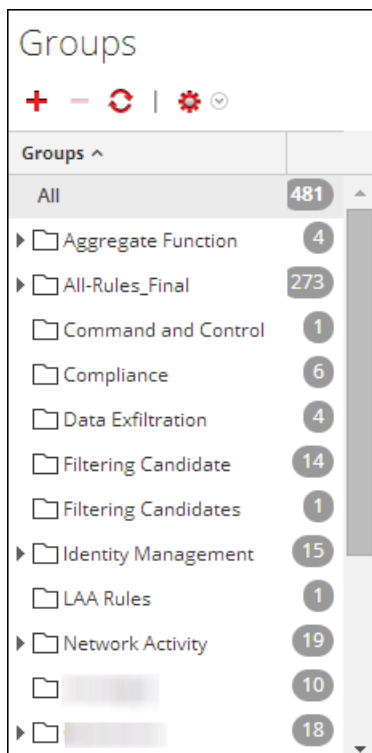 Groups
Groups
All 481
Aggregate Function 4
All-Rules_Final 273
Command and Control 1
Compliance 6
Data Exfiltration 4
Filtering Candidate 14
Filtering Candidates 1
Identity Management 15
LAA Rules 1
Network Activity 19
10
18